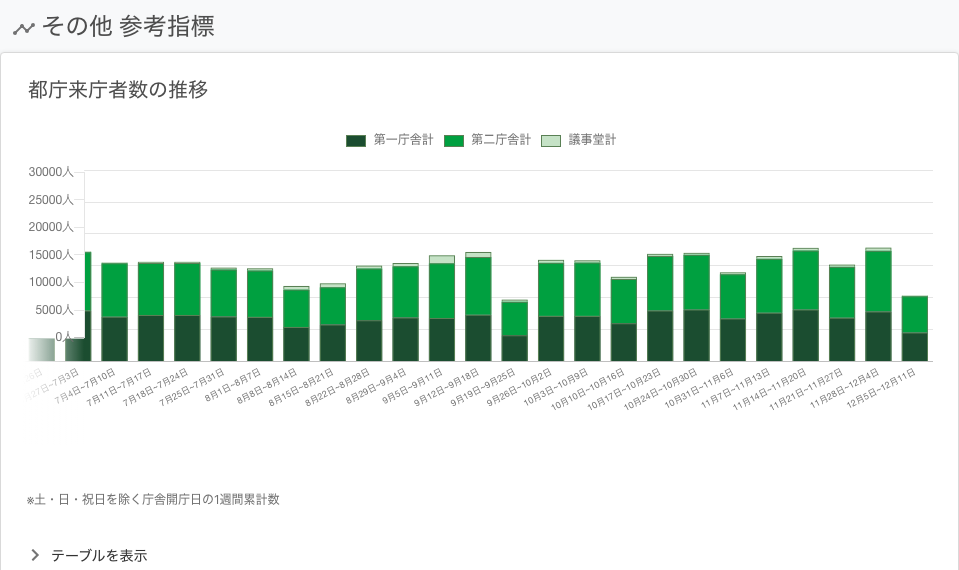 その他 参考指標
都庁来庁者数の推移
第一庁舎計 第二庁舎計 議事堂計
30000人
25000人
20000人
15000人
10000人
5000人
0人
7月4日~7月10日
7月11日~7月17日
7月18日~7月24日
7月25日~7月31日
8月1日~8月7日
8月8日~8月14日
8月15日~8月21日
8月22日~8月28日
8月29日~9月4日
9月5日~9月11日
9月12日~9月18日
9月19日~9月25日
9月26日~10月2日
10月3日~10月9日
10月10日~10月16日
10月17日~10月23日
10月24日~10月30日
10月31日~11月6日
11月7日~11月13日
11月14日~11月20日
11月21日~11月27日
11月28日~12月4日
12月5日~12月11日
※土・日・祝日を除く庁舎開庁日の1週間累計数
テーブルを表示